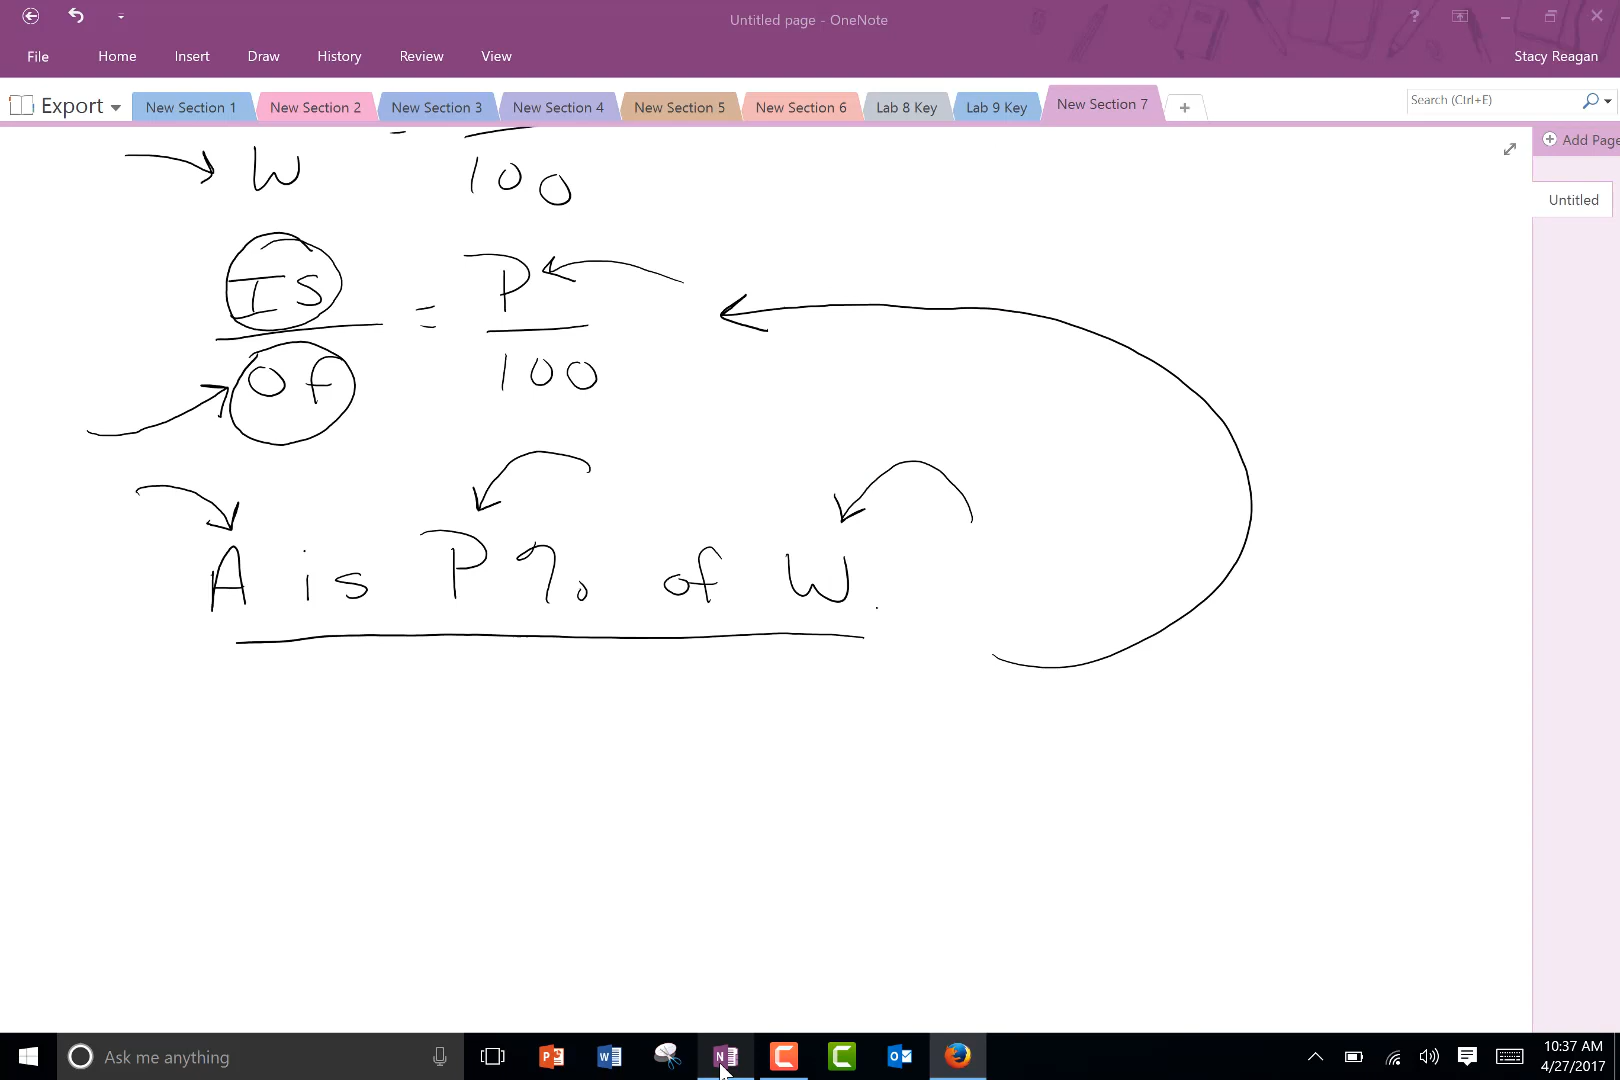 Untitled page - OneNote
?
File Home Insert Draw History Review View
Stacy Reagan
Export New Section 1 New Section 2 New Section 3 New Section 4 New Section 5 New Section 6 Lab 8 Key Lab 9 Key New Section 7 +
Search (Ctrl+E)
Add Page
Untitled
W = 100
Is = P
Of 100
A is P % of W.
Ask me anything
10:37 AM
4/27/2017